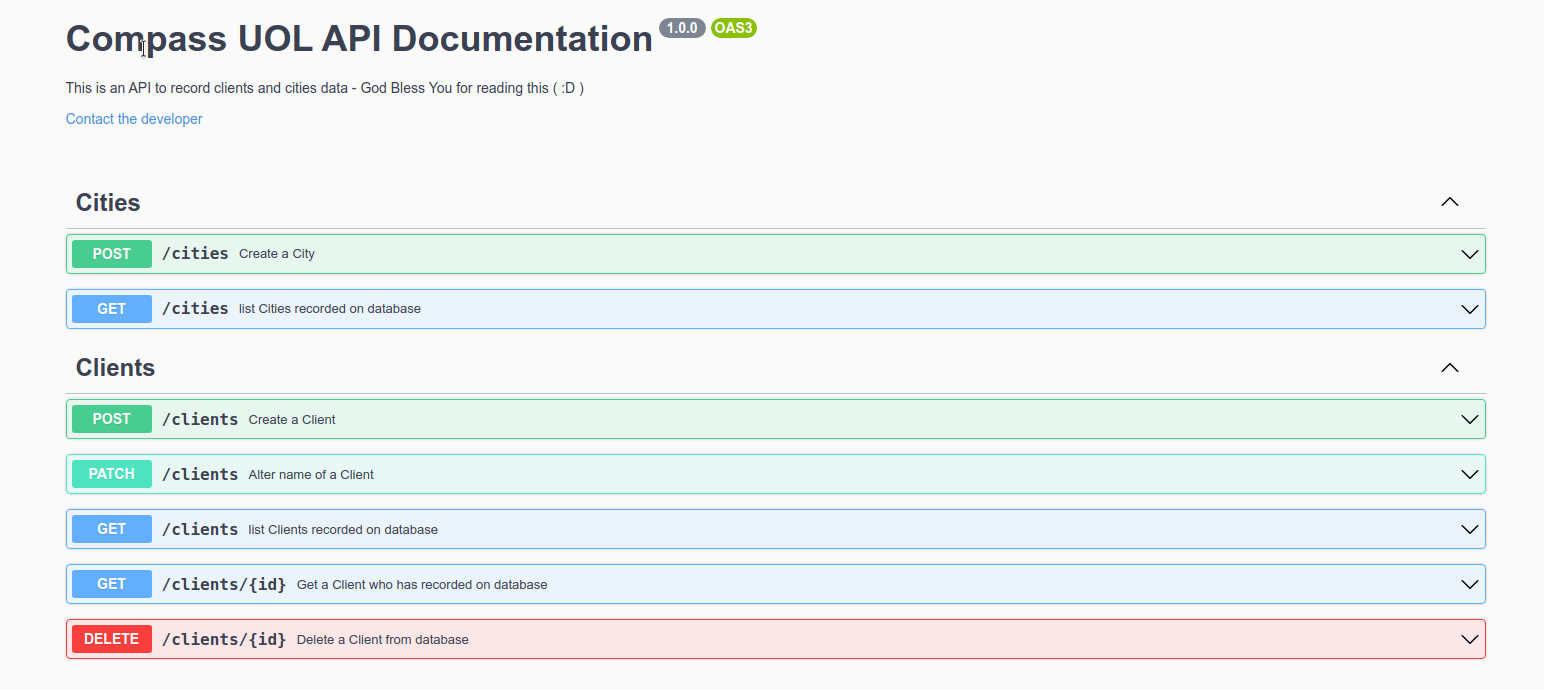 Compass UOL API Documentation 1.0.0 OAS3
This is an API to record clients and cities data - God Bless You for reading this ( :D )
Contact the developer
Cities
POST /cities Create a City
GET /cities list Cities recorded on database
Clients
POST /clients Create a Client
PATCH /clients Alter name of a Client
GET /clients list Clients recorded on database
GET /clients/{id} Get a Client who has recorded on database
DELETE /clients/{id} Delete a Client from database